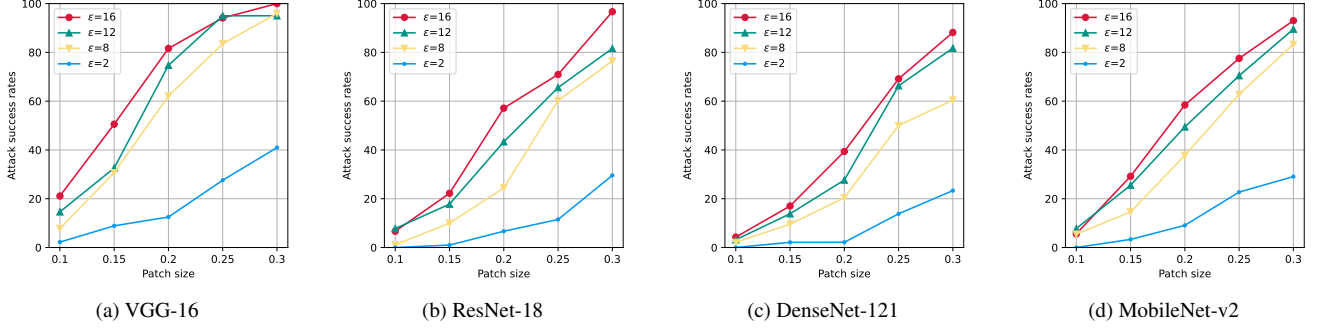 100
80
60
40
20
0
Attack success rates
ε=16
ε=12
ε=8
ε=2
0.1 0.15 0.2 0.25 0.3
Patch size
(a) VGG-16
100
80
60
40
20
0
Attack success rates
ε=16
ε=12
ε=8
ε=2
0.1 0.15 0.2 0.25 0.3
Patch size
(b) ResNet-18
100
80
60
40
20
0
Attack success rates
ε=16
ε=12
ε=8
ε=2
0.1 0.15 0.2 0.25 0.3
Patch size
(c) DenseNet-121
100
80
60
40
20
0
Attack success rates
ε=16
ε=12
ε=8
ε=2
0.1 0.15 0.2 0.25 0.3
Patch size
(d) MobileNet-v2